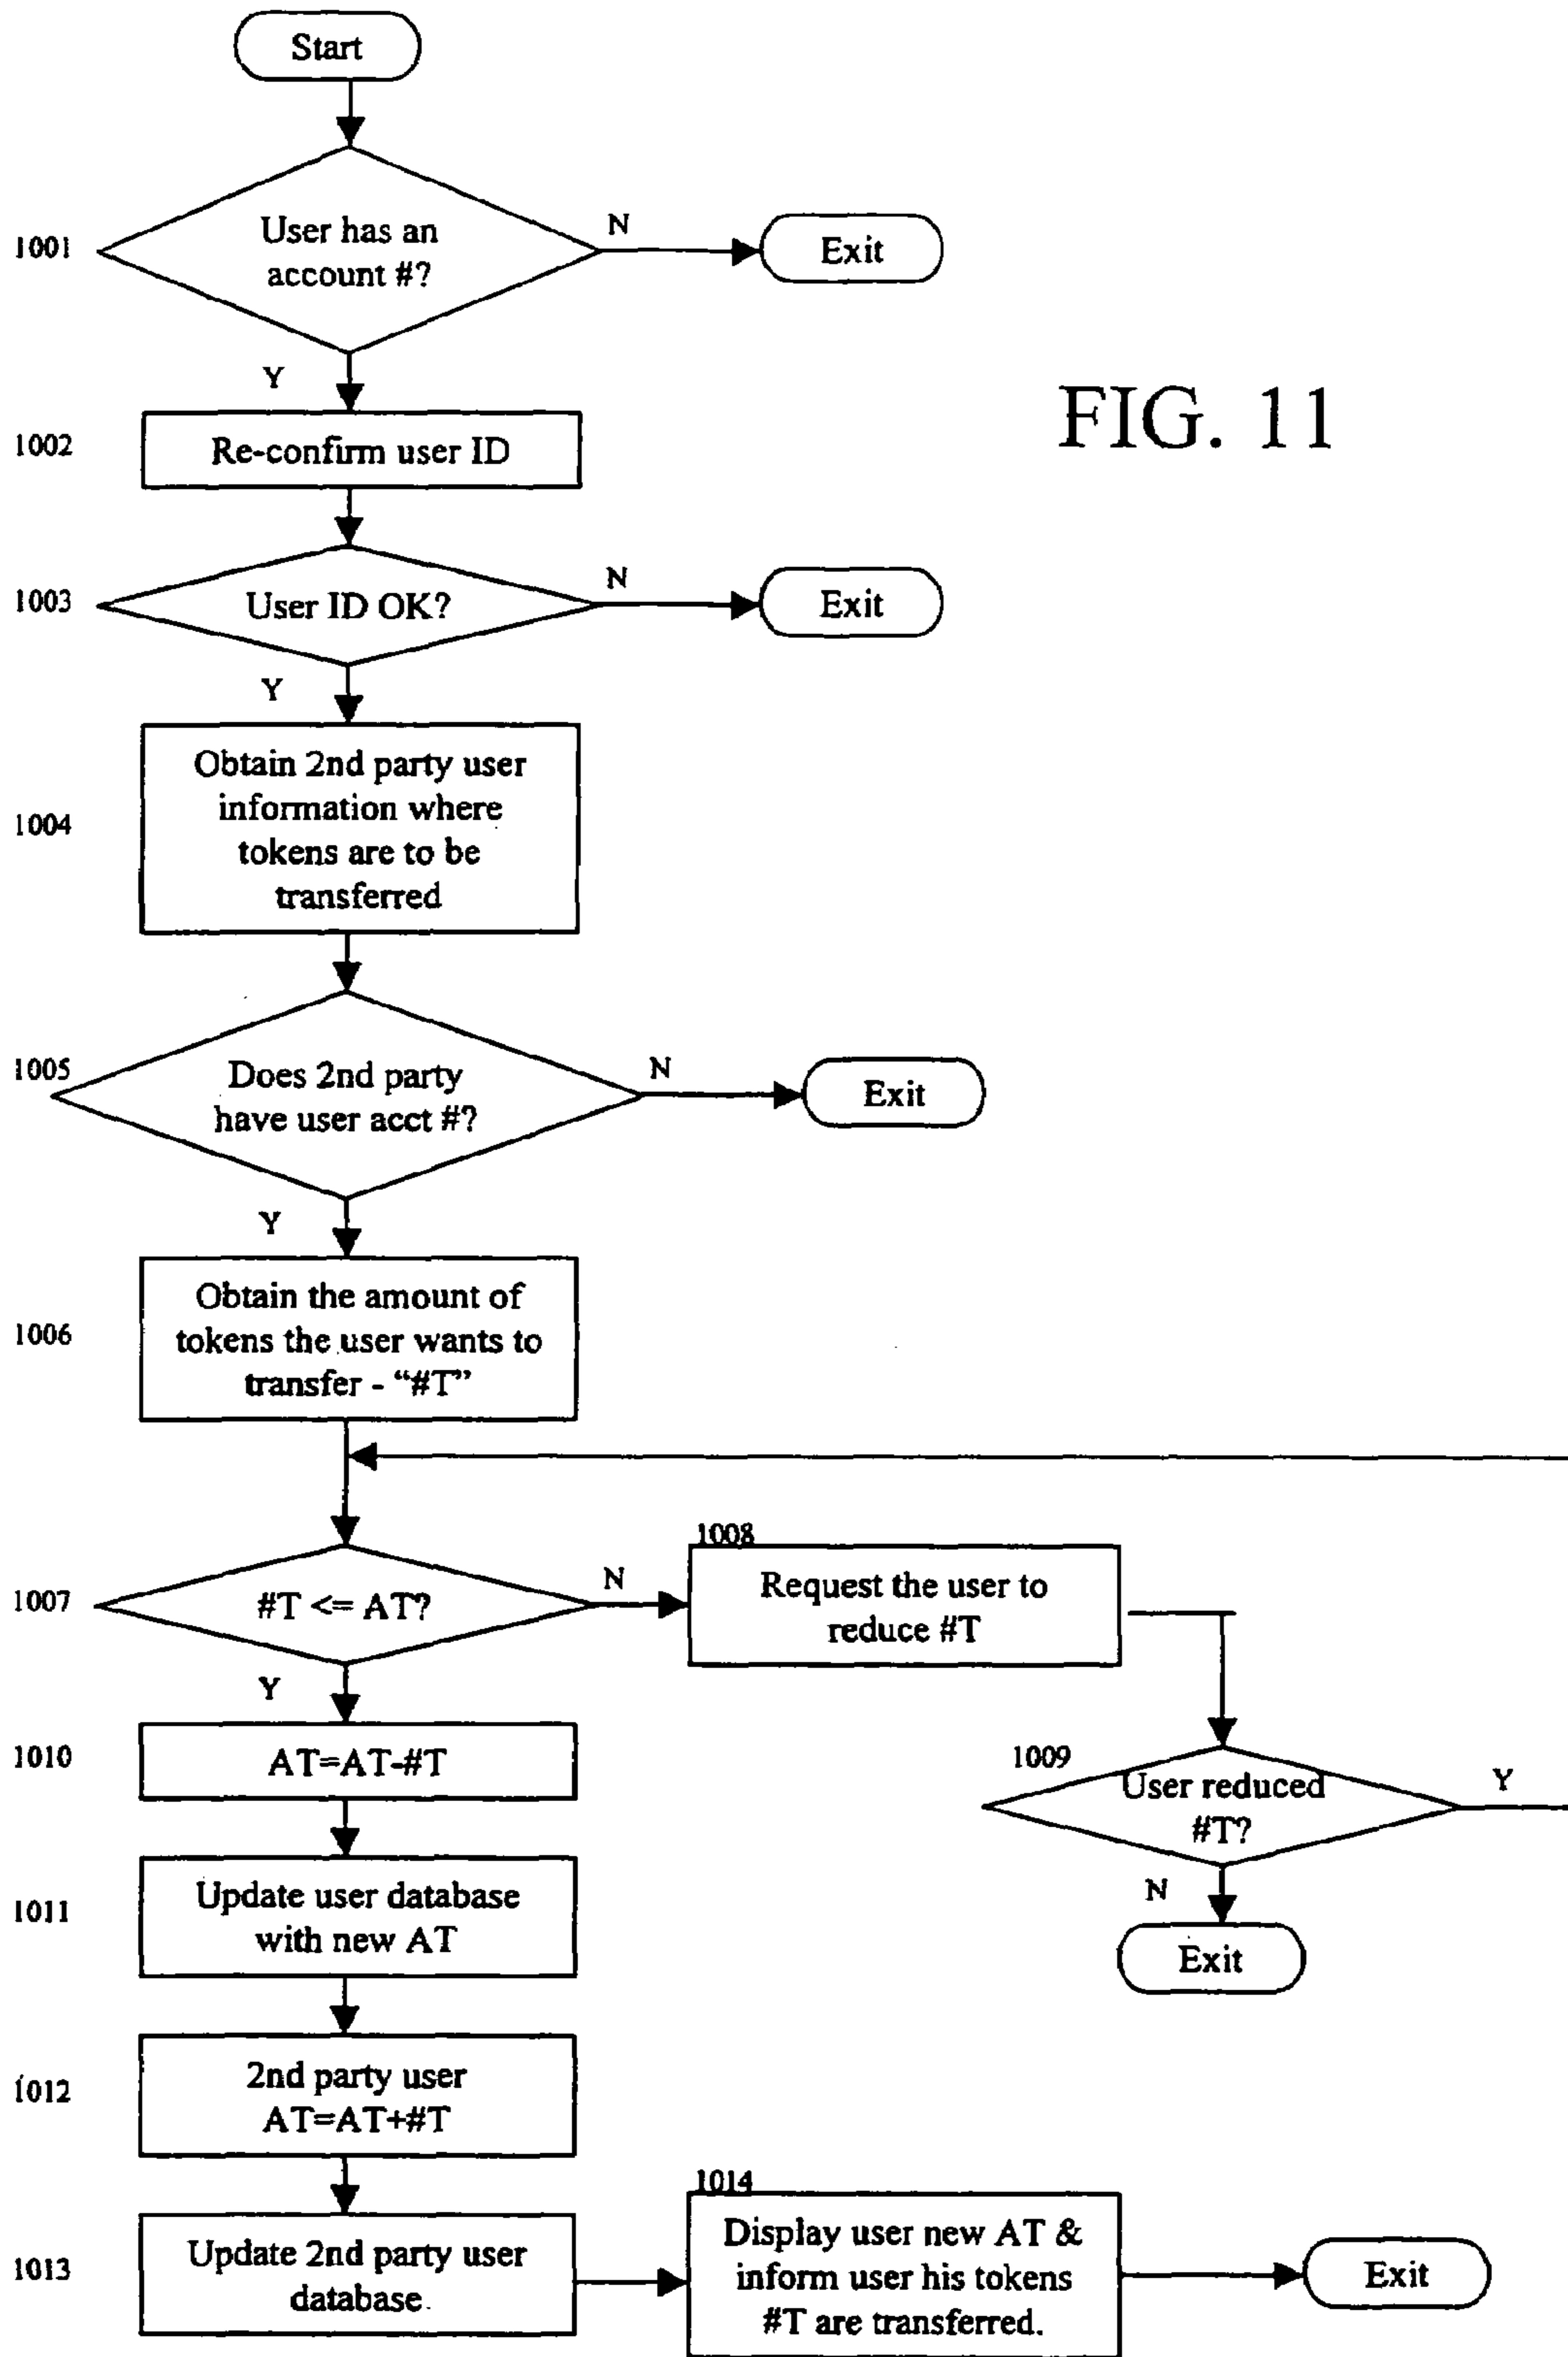 Start
1001
User has an
account #?
N
Exit
Y
FIG. 11
1002
Re-confirm user ID
1003
User ID OK?
N
Exit
Y
1004
Obtain 2nd party user
information where
tokens are to be
transferred
1005
Does 2nd party
have user acct #?
N
Exit
Y
1006
Obtain the amount of
tokens the user wants to
transfer - “#T”
1007
#T <= AT?
N
1008
Request the user to
reduce #T
Y
1009
User reduced
#T?
Y
N
Exit
1010
AT=AT-#T
1011
Update user database
with new AT
1012
2nd party user
AT=AT+#T
1013
Update 2nd party user
database.
1014
Display user new AT &
inform user his tokens
#T are transferred.
Exit